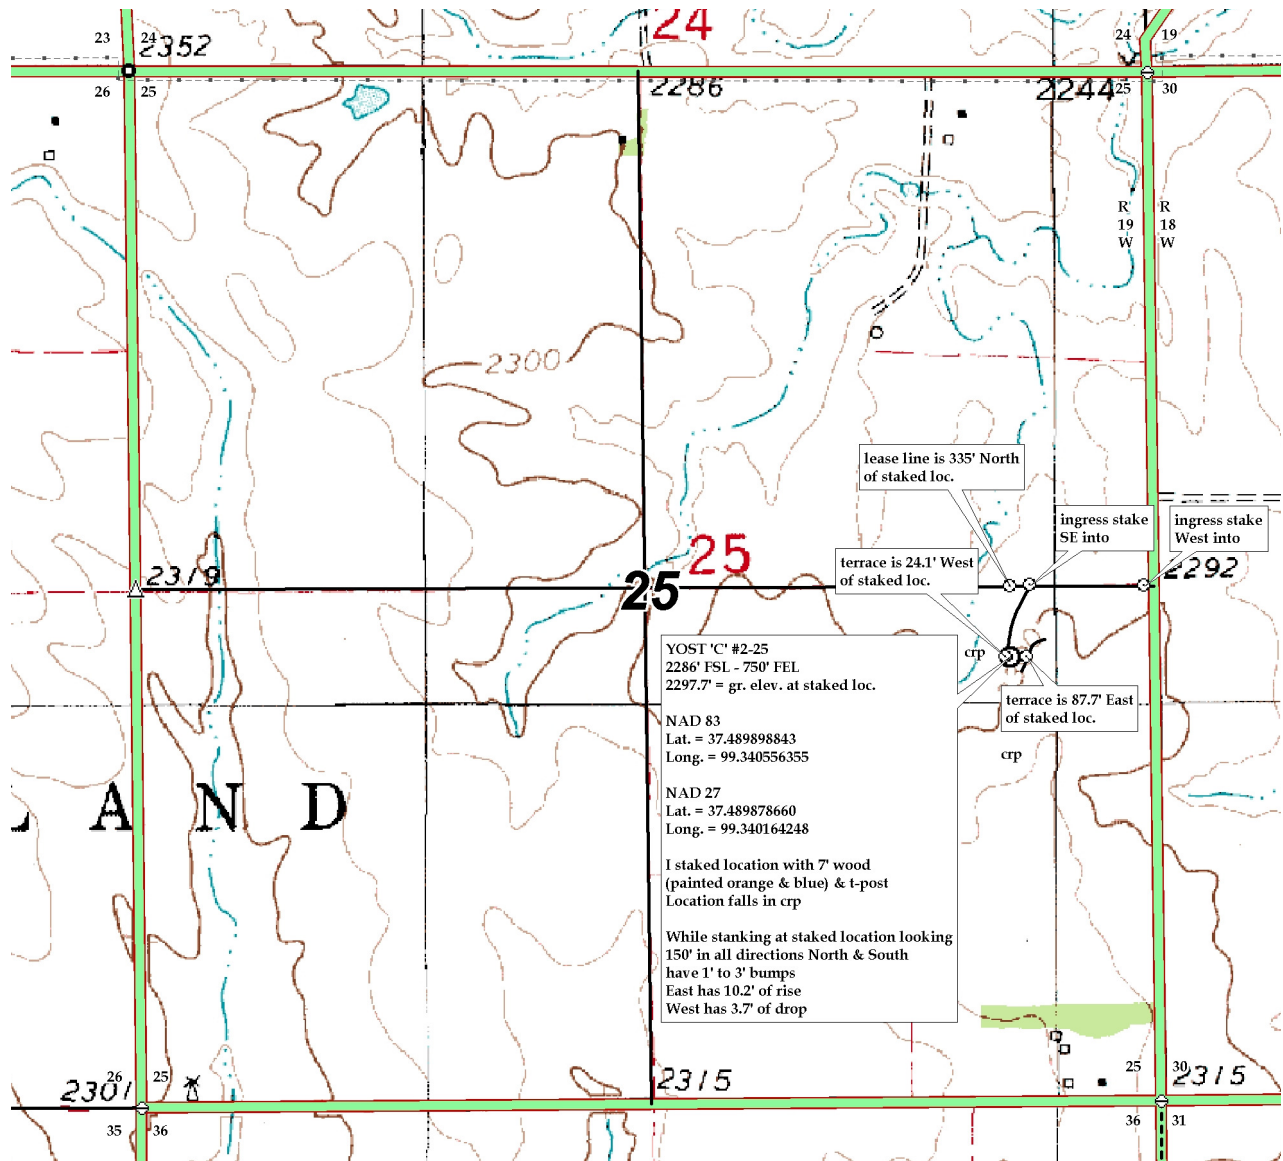 24
23
24
2352
24
19
26
25
2286
2244
25
30
R
19
W
R
18
W
2300
lease line is 335' North
of staked loc.
ingress stake
SE into
ingress stake
West into
25
terrace is 24.1' West
of staked loc.
2319
2292
25
YOST 'C' #2-25
2286' FSL - 750' FEL
2297.7' = gr. elev. at staked loc.
crp
terrace is 87.7' East
of staked loc.
NAD 83
Lat. = 37.489898843
Long. = 99.340556355
crp
NAD 27
Lat. = 37.489878660
Long. = 99.340164248
L A N D
I staked location with 7' wood
(painted orange & blue) & t-post
Location falls in crp
While stanking at staked location looking
150' in all directions North & South
have 1' to 3' bumps
East has 10.2' of rise
West has 3.7' of drop
26
25
2301
2315
25
30
2315
35
36
36
31